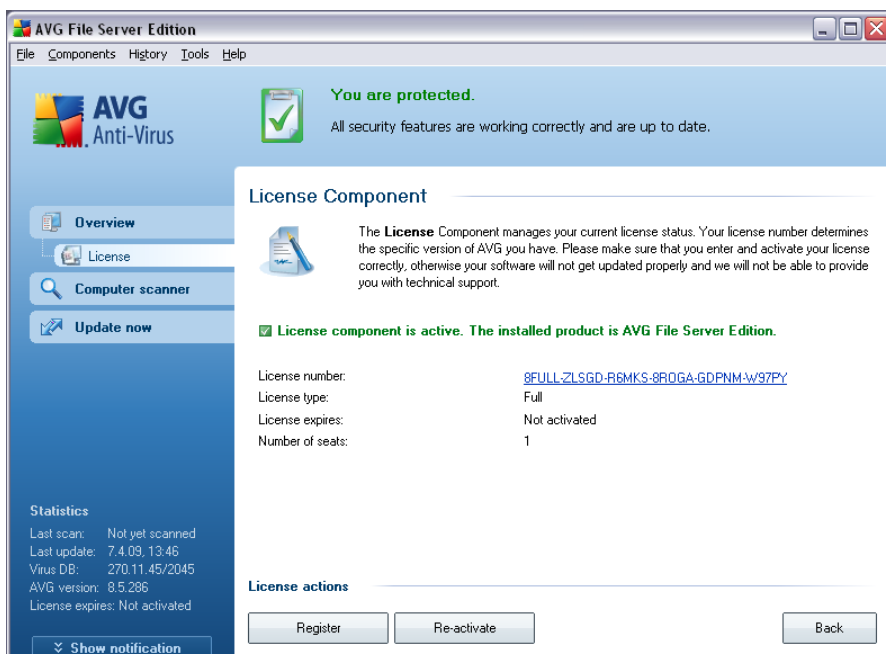 AVG File Server Edition
File Components History Tools Help
AVG
Anti-Virus
You are protected.
All security features are working correctly and are up to date.
Overview
License
Computer scanner
Update now
License Component
The License Component manages your current license status. Your license number determines
the specific version of AVG you have. Please make sure that you enter and activate your license
correctly, otherwise your software will not get updated properly and we will not be able to provide
you with technical support.
License component is active. The installed product is AVG File Server Edition.
License number: 8FULL-ZLSGD-R6MKS-8ROGA-GDPNM-W97PY
License type: Full
License expires: Not activated
Number of seats: 1
Statistics
Last scan: Not yet scanned
Last update: 7.4.09, 13:46
Virus DB: 270.11.45/2045
AVG version: 8.5.286
License expires: Not activated
Show notification
License actions
Register Re-activate Back